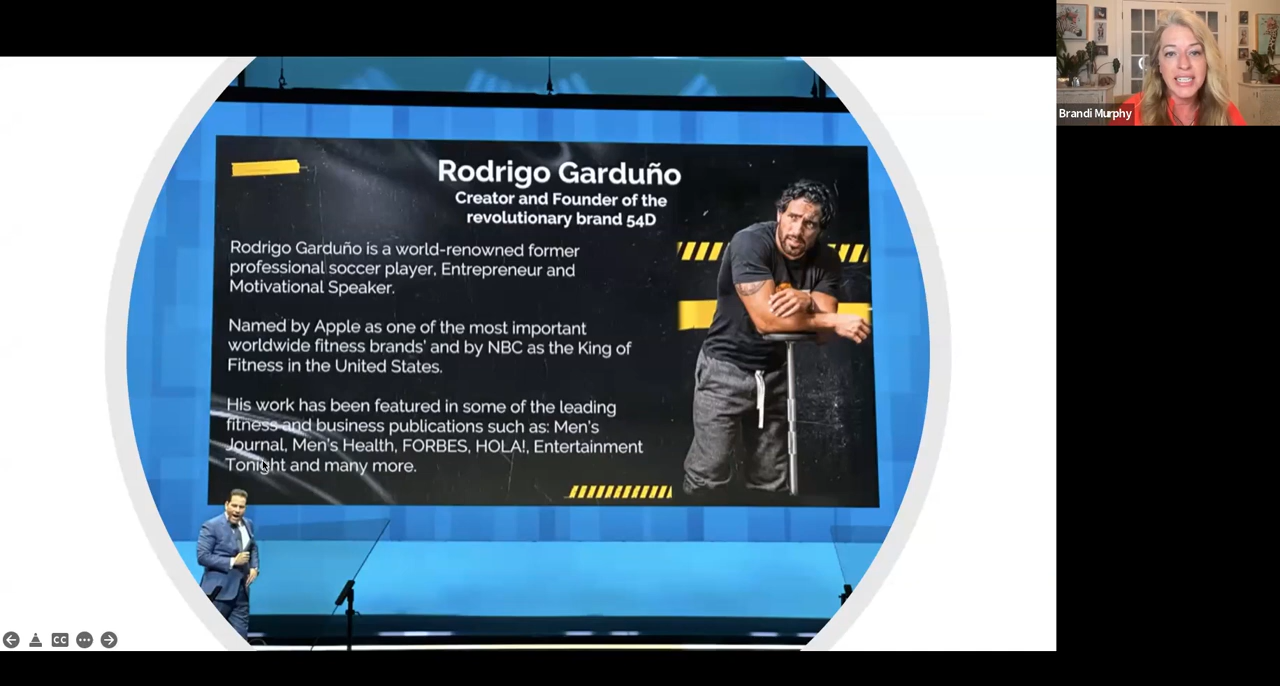 Rodrigo Garduño
Creator and Founder of the
revolutionary brand 54D
Rodrigo Garduño is a world-renowned former
professional soccer player, Entrepreneur and
Motivational Speaker.
Named by Apple as one of the most important
worldwide fitness brands' and by NBC as the King of
Fitness in the United States.
His work has been featured in some of the leading
fitness and business publications such as: Men's
Journal, Men's Health, FORBES, HOLA!, Entertainment
Tonight and many more.
Brandi Murphy
CC